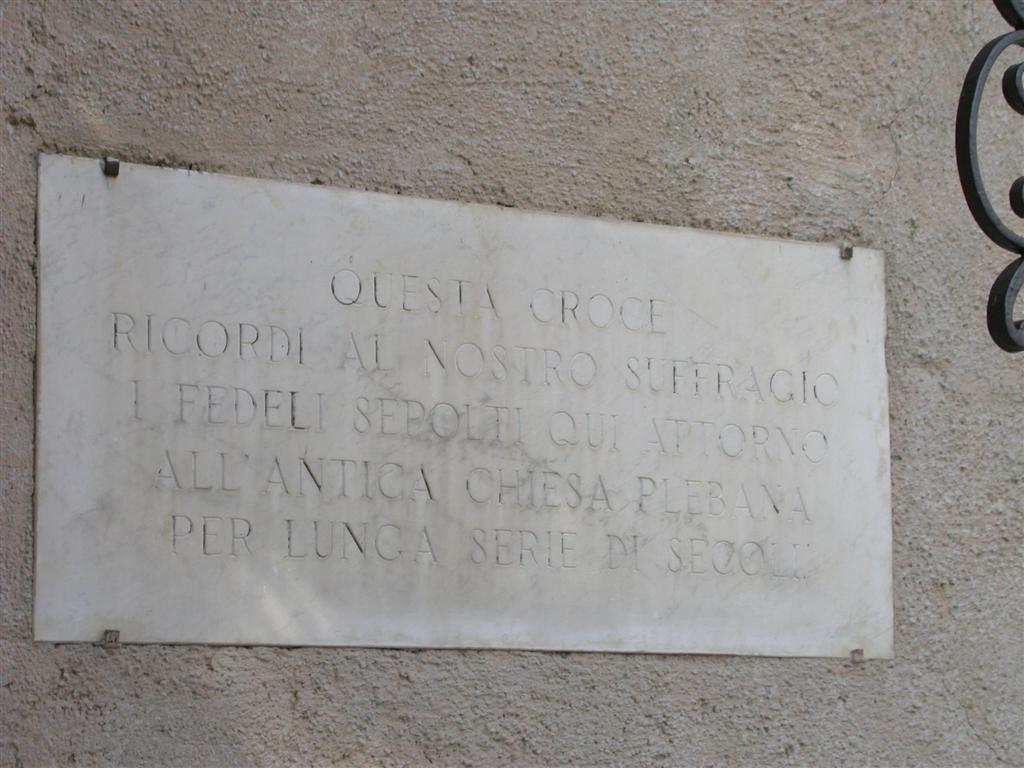 QUESTA CROCE
RICORDI AL NOSTRO SUFFRAGIO
I FEDELI SEPOLTI QUI ATTORNO
ALL'ANTICA CHIESA PLEBANA
PER LUNGA SERIE DI SECOLI.